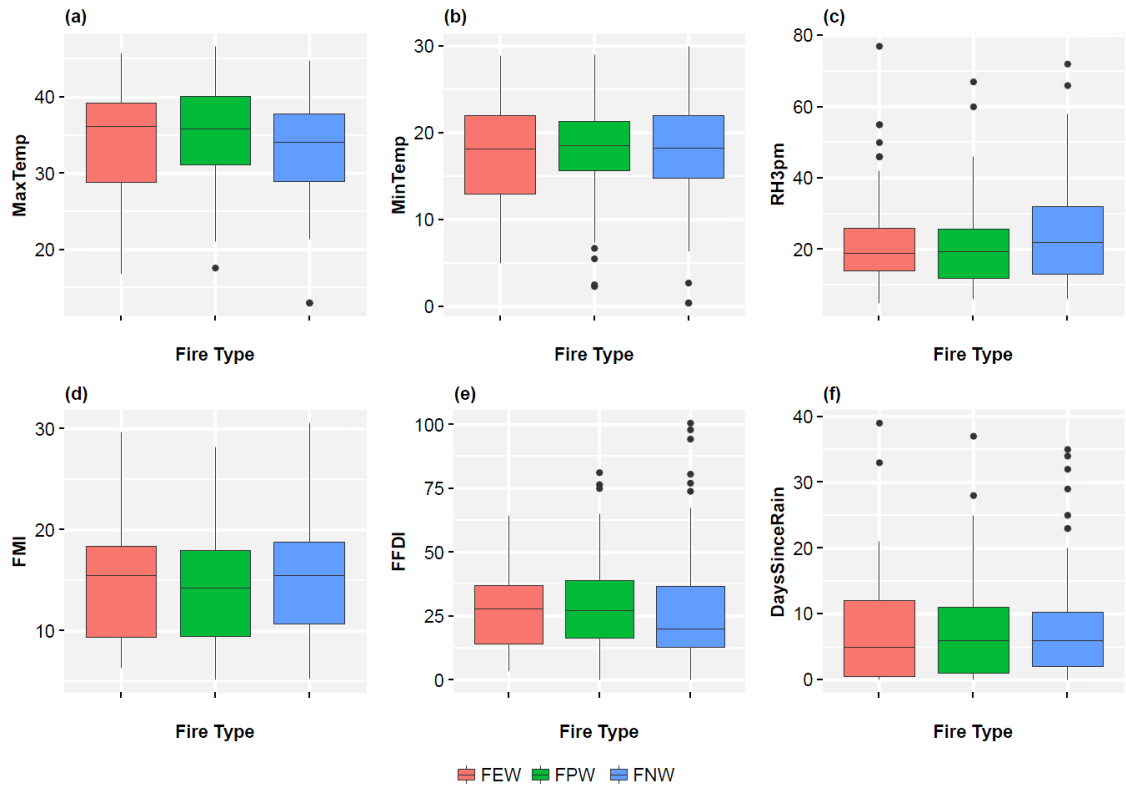 (a)
40
30
20
MaxTemp
Fire Type
(b)
30
20
10
0
MinTemp
Fire Type
(c)
80
60
40
20
RH3pm
Fire Type
(d)
30
20
10
FMI
Fire Type
(e)
100
75
50
25
0
FFDI
Fire Type
(f)
40
30
20
10
0
DaysSinceRain
Fire Type
FEW FPW FNW